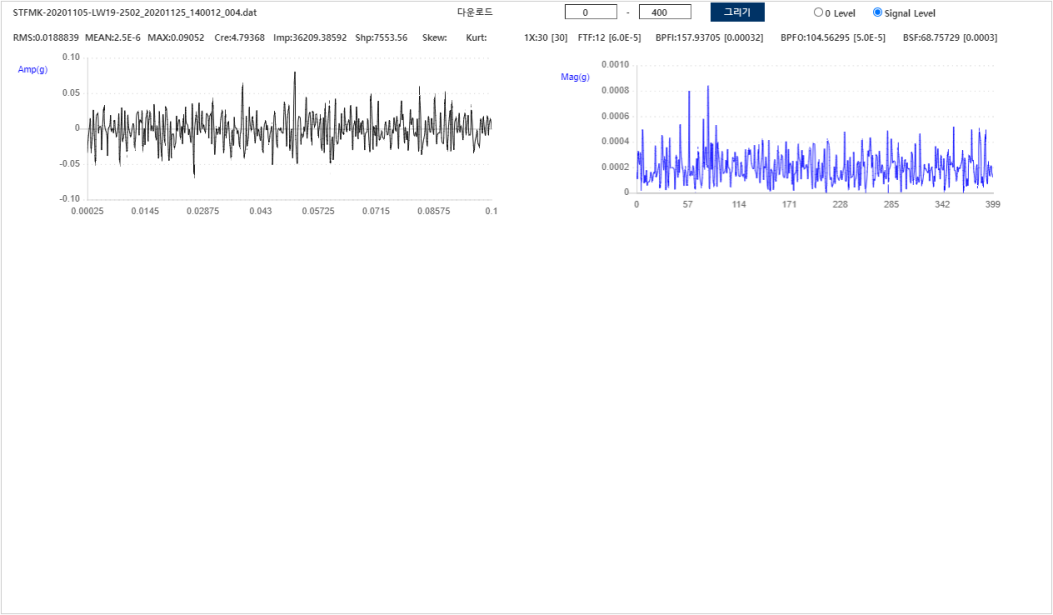 STFMK-20201105-LW19-2502_20201125_140012_004.dat 다운로드 0 - 400 그리기 0 Level Signal Level
RMS:0.0188839 MEAN:2.5E-6 MAX:0.09052 Cre:4.79368 Imp:36209.38592 Shp:7553.56 Skew: Kurt: 1X:30 [30] FTF:12 [6.0E-5] BPFI:157.93705 [0.00032] BPFO:104.56295 [5.0E-5] BSF:68.75729 [0.0003]
Amp(g)
0.10
0.05
0
-0.05
-0.10
0.00025 0.0145 0.02875 0.043 0.05725 0.0715 0.08575 0.1
Mag(g)
0.0010
0.0008
0.0006
0.0004
0.0002
0
0 57 114 171 228 285 342 399